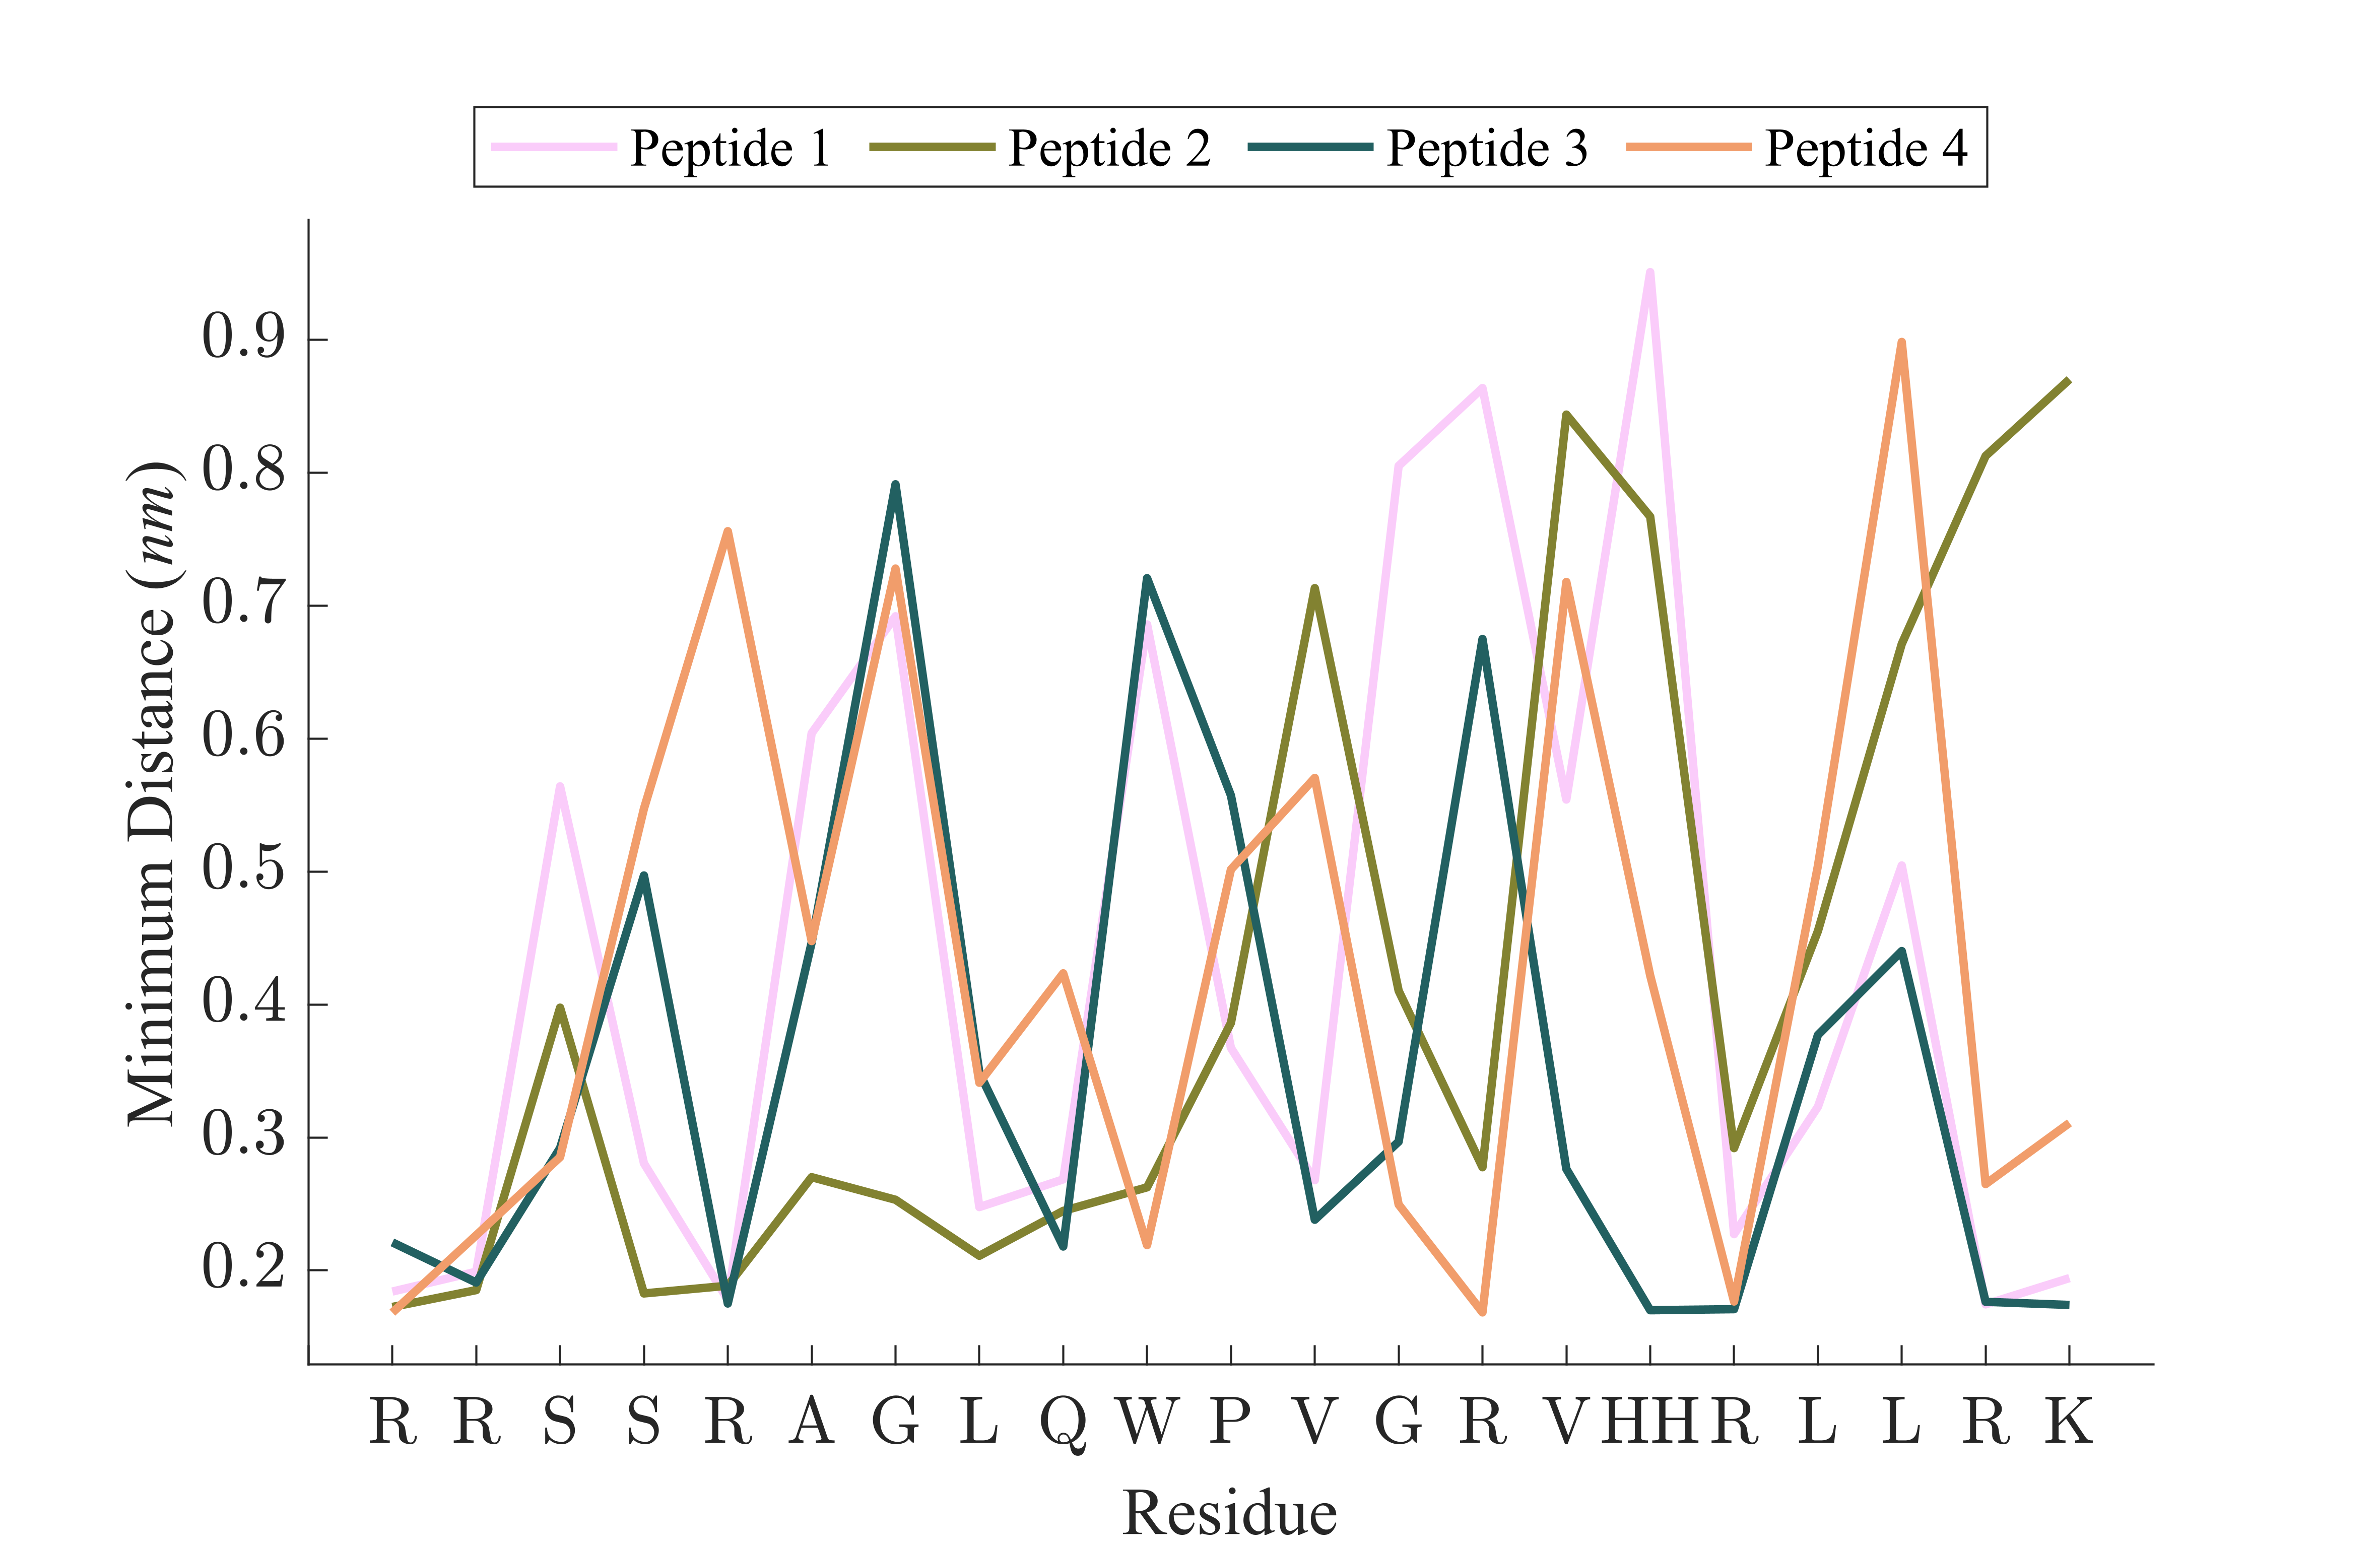 Peptide 1 Peptide 2 Peptide 3 Peptide 4
Minimum Distance (nm)
0.9
0.8
0.7
0.6
0.5
0.4
0.3
0.2
R R S S R A G L Q W P V G R V HHH R L L R K
Residue